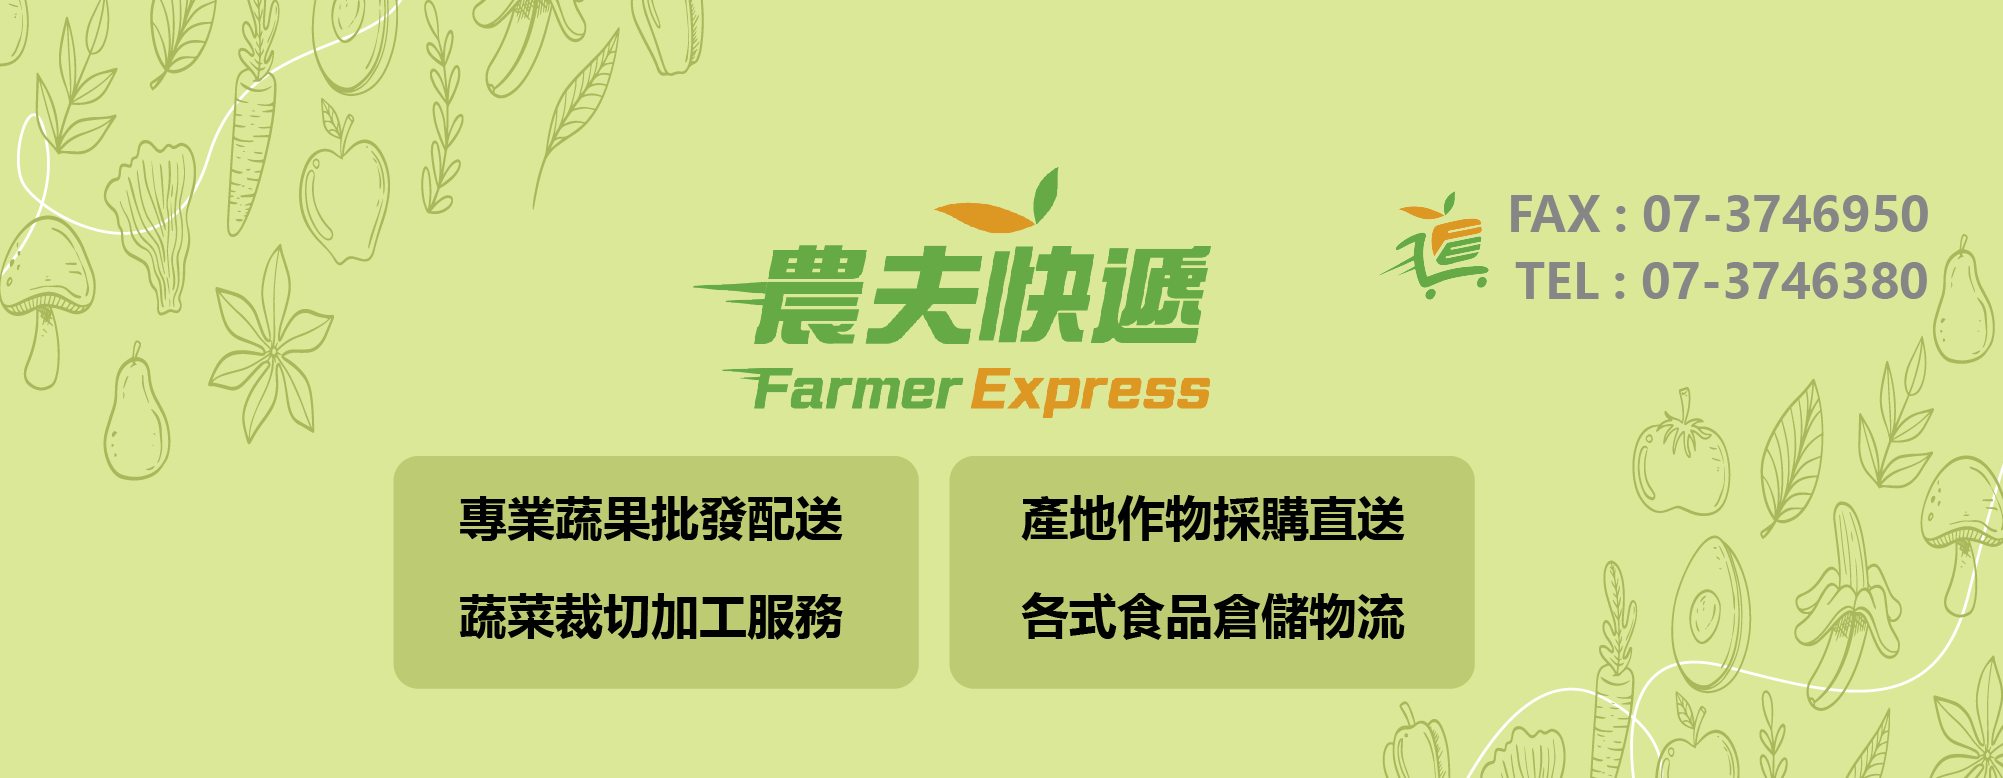 農夫快遞
Farmer Express
FAX : 07-3746950
TEL : 07-3746380
專業蔬果批發配送
蔬菜裁切加工服務
產地作物採購直送
各式食品倉儲物流